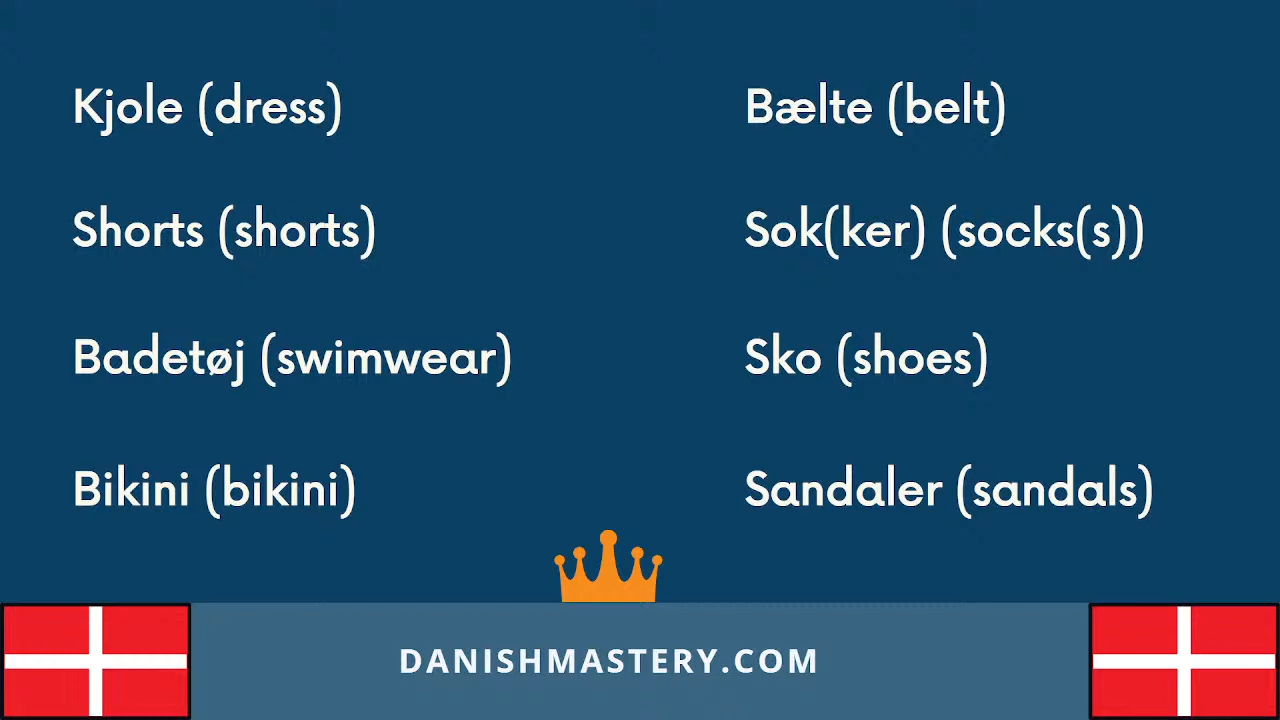 Kjole (dress)
Shorts (shorts)
Badetøj (swimwear)
Bikini (bikini)
Bælte (belt)
Sok(ker) (socks(s))
Sko (shoes)
Sandaler (sandals)
DANISHMASTERY.COM